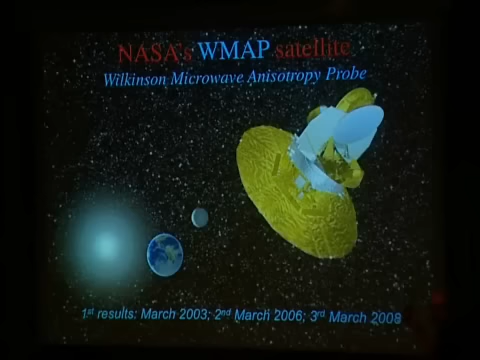 NASA's WMAP satellite
Wilkinson Microwave Anisotropy Probe
1st results: March 2003; 2nd March 2006; 3rd March 2008